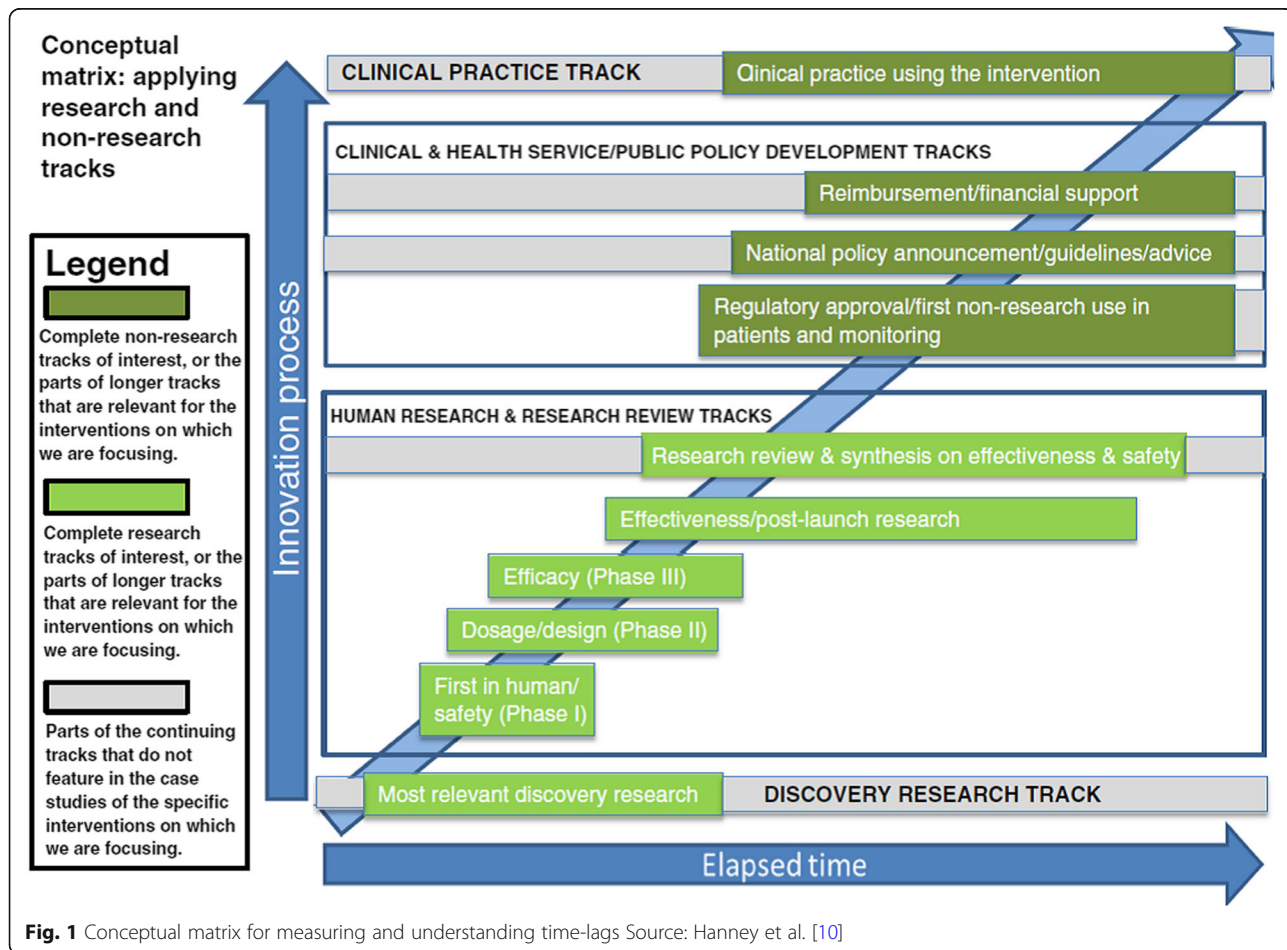 Conceptual
matrix: applying
research and
non-research
tracks
Legend
Complete non-research
tracks of interest, or the
parts of longer tracks
that are relevant for the
interventions on which
we are focusing.
Complete research
tracks of interest, or the
parts of longer tracks
that are relevant for the
interventions on which
we are focusing.
Parts of the continuing
tracks that do not
feature in the case
studies of the specific
interventions on which
we are focusing.
Innovation process
CLINICAL PRACTICE TRACK
Qinical practice using the intervention
CLINICAL & HEALTH SERVICE/PUBLIC POLICY DEVELOPMENT TRACKS
Reimbursement/financial support
National policy announcement/guidelines/advice
Regulatory approval/first non-research use in
patients and monitoring
HUMAN RESEARCH & RESEARCH REVIEW TRACKS
Research review & synthesis on effectiveness & safety
Effectiveness/post-launch research
Efficacy (Phase III)
Dosage/design (Phase II)
First in human/
safety (Phase I)
Most relevant discovery research
DISCOVERY RESEARCH TRACK
Elapsed time
Fig. 1 Conceptual matrix for measuring and understanding time-lags Source: Hanney et al. [10]